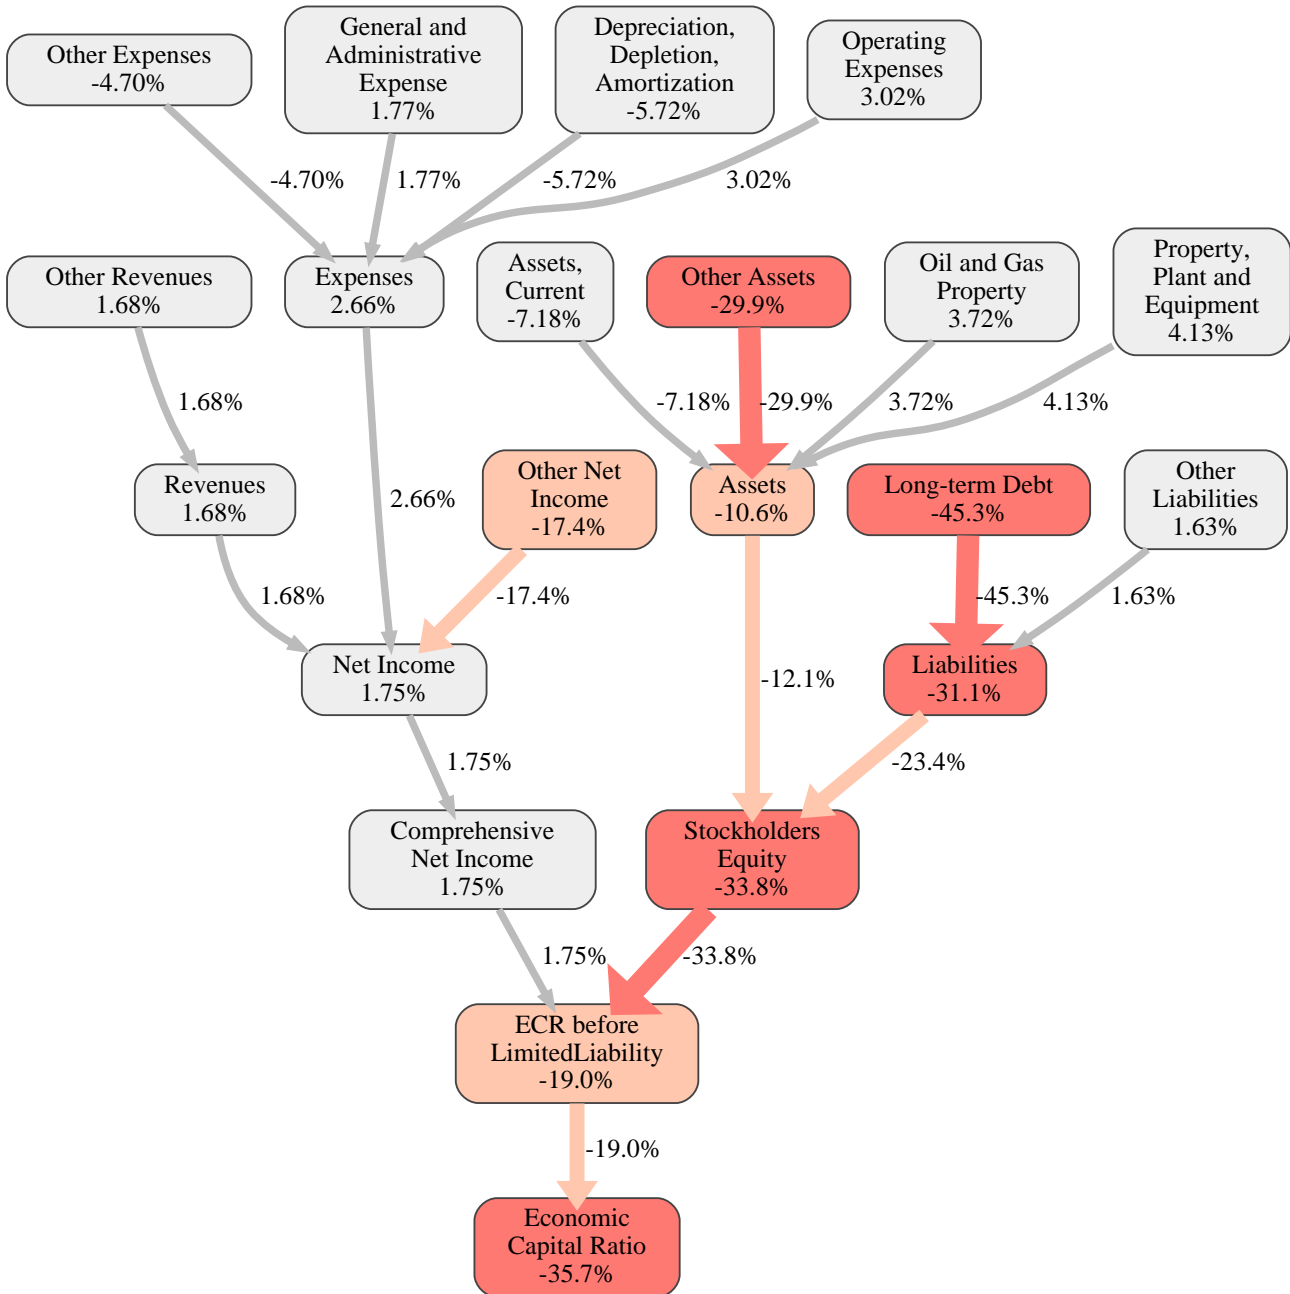 Other Expenses
-4.70%
General and
Administrative
Expense
1.77%
Depreciation,
Depletion,
Amortization
-5.72%
Operating
Expenses
3.02%
-4.70%
1.77%
-5.72%
3.02%
Other Revenues
1.68%
Expenses
2.66%
Assets,
Current
-7.18%
Other Assets
-29.9%
Oil and Gas
Property
3.72%
Property,
Plant and
Equipment
4.13%
1.68%
-7.18%
-29.9%
3.72%
4.13%
Revenues
1.68%
2.66%
Other Net
Income
-17.4%
Assets
-10.6%
Long-term Debt
-45.3%
Other
Liabilities
1.63%
1.68%
-17.4%
-45.3%
1.63%
Net Income
1.75%
-12.1%
Liabilities
-31.1%
1.75%
-23.4%
Comprehensive
Net Income
1.75%
Stockholders
Equity
-33.8%
1.75%
-33.8%
ECR before
LimitedLiability
-19.0%
-19.0%
Economic
Capital Ratio
-35.7%